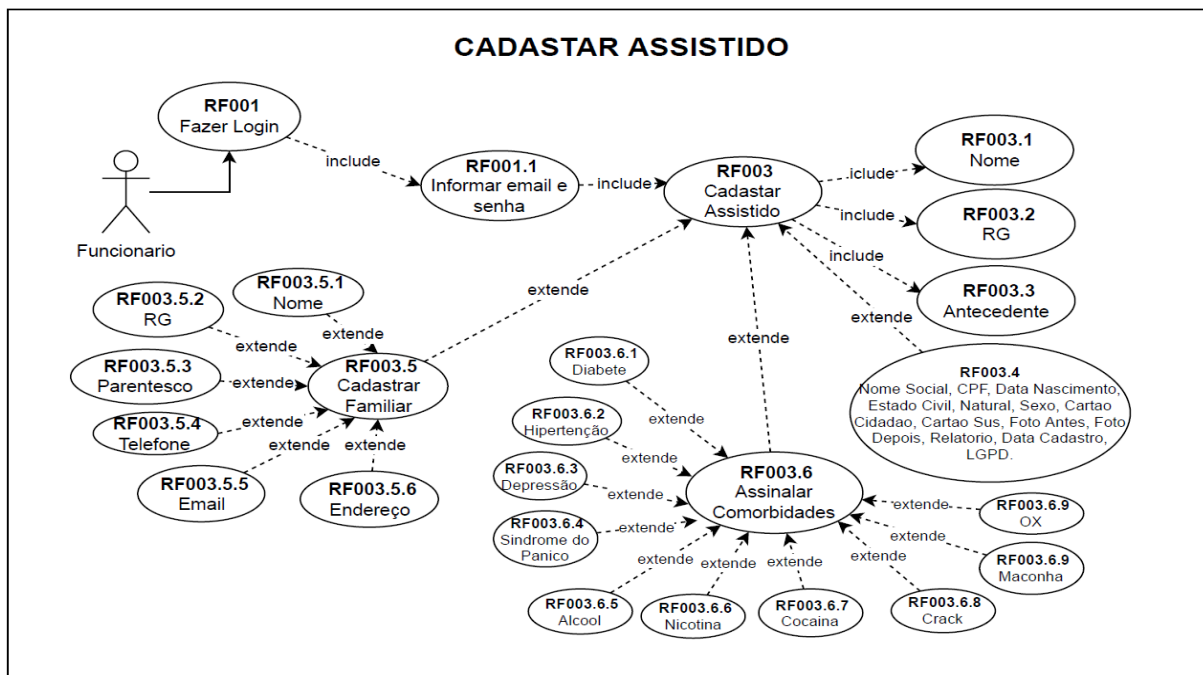 CADASTAR ASSISTIDO
RF001
Fazer Login
include
RF001.1
Informar email e
senha
include
RF003
Cadastar
Assistido
iclude
RF003.1
Nome
include
RF003.2
RG
include
RF003.3
Antecedente
extende
RF003.4
Nome Social, CPF, Data Nascimento,
Estado Civil, Natural, Sexo, Cartao
Cidadao, Cartao Sus, Foto Antes, Foto
Depois, Relatorio, Data Cadastro,
LGPD.
Funcionario
extende
RF003.5.1
Nome
extende
RF003.5.2
RG
extende
RF003.5.3
Parentesco
extende
RF003.5
Cadastrar
Familiar
RF003.5.4
Telefone
extende
RF003.5.5
Email
extende
RF003.5.6
Endereço
extende
extende
RF003.6.1
Diabete
extende
RF003.6.2
Hipertenção
extende
RF003.6.3
Depressão
extende
RF003.6
Assinalar
Comorbidades
RF003.6.4
Sindrome do
Panico
extende
RF003.6.5
Alcool
extende
RF003.6.6
Nicotina
extende
RF003.6.7
Cocaina
extende
RF003.6.8
Crack
extende
RF003.6.9
Maconha
extende
RF003.6.9
OX
extende